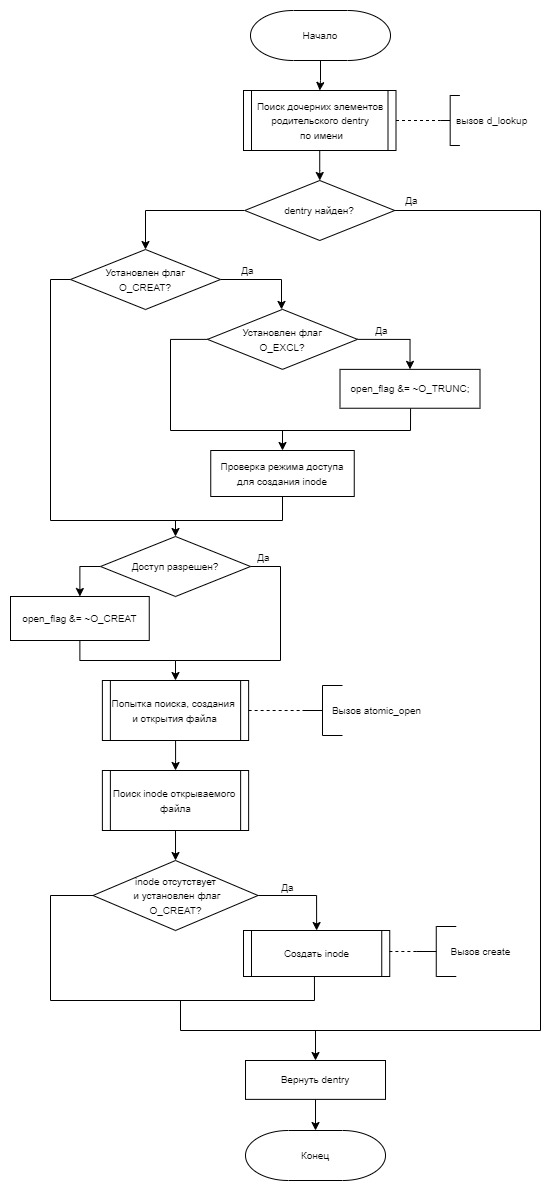 Начало
Поиск дочерних элементов
родительского dentry
по имени
вызов d_lookup
dentry найден?
Да
Установлен флаг
O_CREAT?
Да
Установлен флаг
O_EXCL?
Да
open_flag &= ~O_TRUNC;
Проверка режима доступа
для создания inode
Доступ разрешен?
Да
open_flag &= ~O_CREAT
Попытка поиска, создания
и открытия файла
Вызов atomic_open
Поиск inode открываемого
файла
inode отсутствует
и установлен флаг
O_CREAT?
Да
Создать inode
Вызов create
Вернуть dentry
Конец